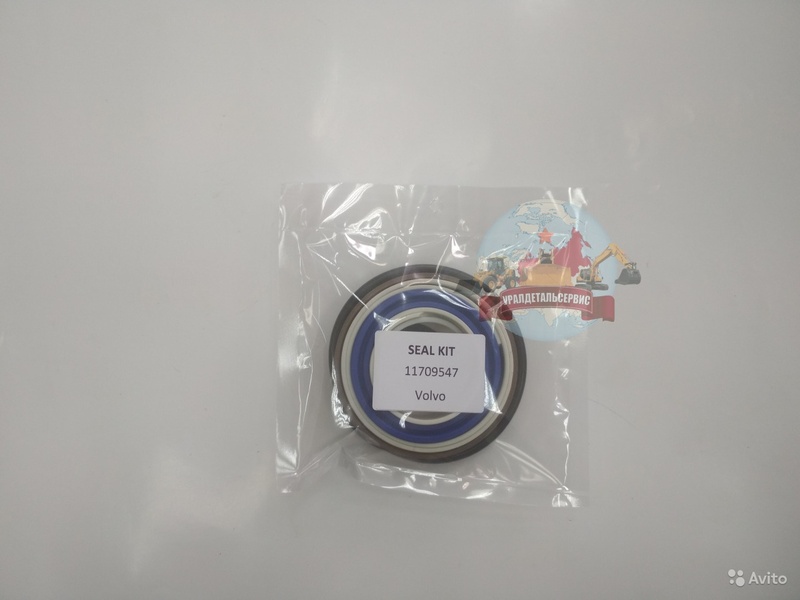 УРАЛДЕТАЛЬСЕРВИС
SEAL KIT
11709547
Volvo
Avito